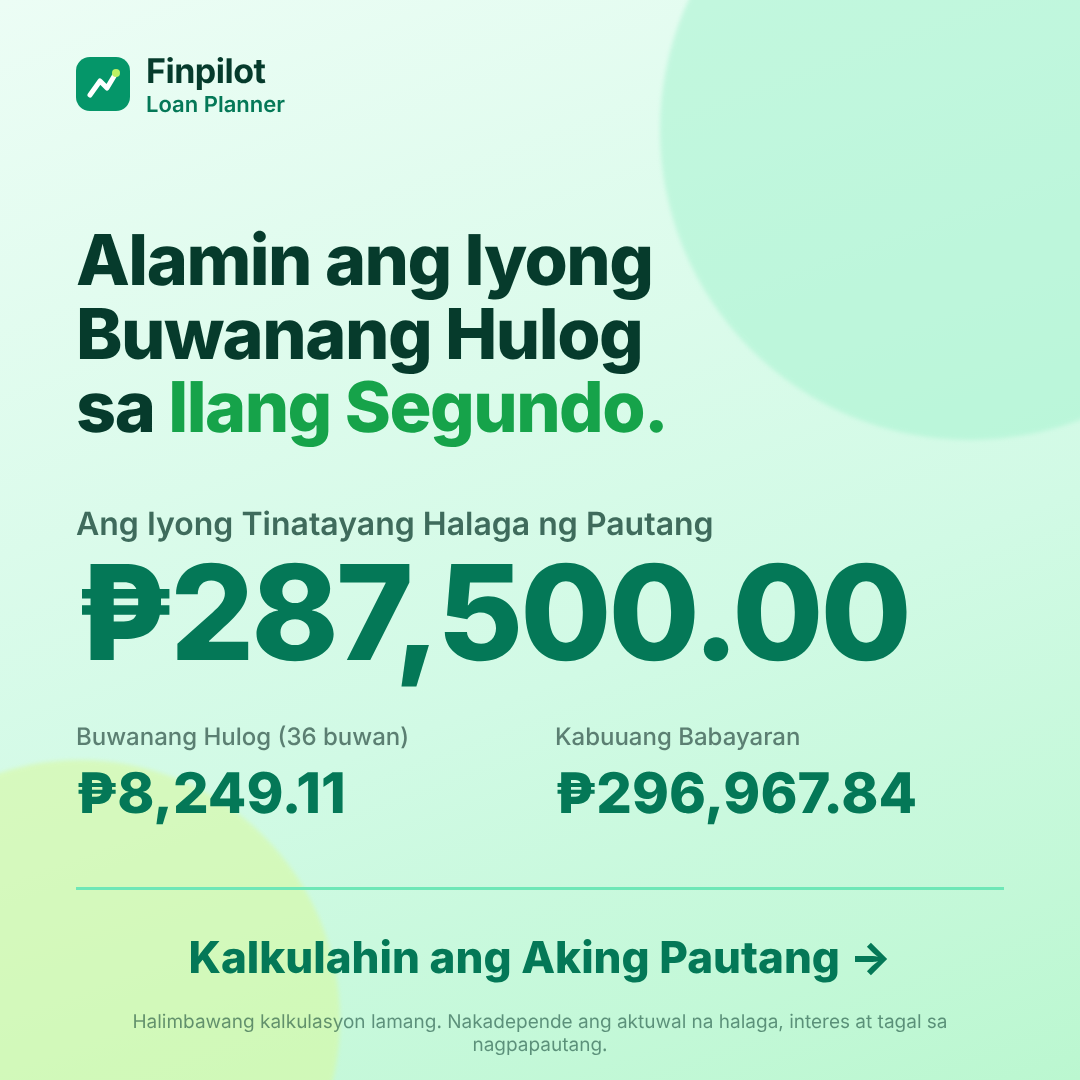 Finpilot
Loan Planner
Alamin ang Iyong
Buwanang Hulog
sa Ilang Segundo.
Ang Iyong Tinatayang Halaga ng Pautang
₱287,500.00
Buwanang Hulog (36 buwan)
₱8,249.11
Kabuuang Babayaran
₱296,967.84
Kalkulahin ang Aking Pautang →
Halimbawang kalkulasyon lamang. Nakadepende ang aktuwal na halaga, interes at tagal sa
nagpapautang.